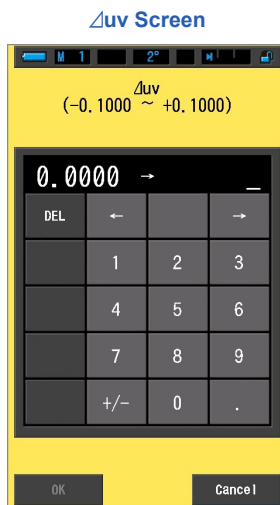 ⊿uv Screen
M 1 2°
⊿uv
(-0.1000 ~ +0.1000)
0.0000 → _
DEL ← →
1 2 3
4 5 6
7 8 9
+/- 0 .
OK Cancel